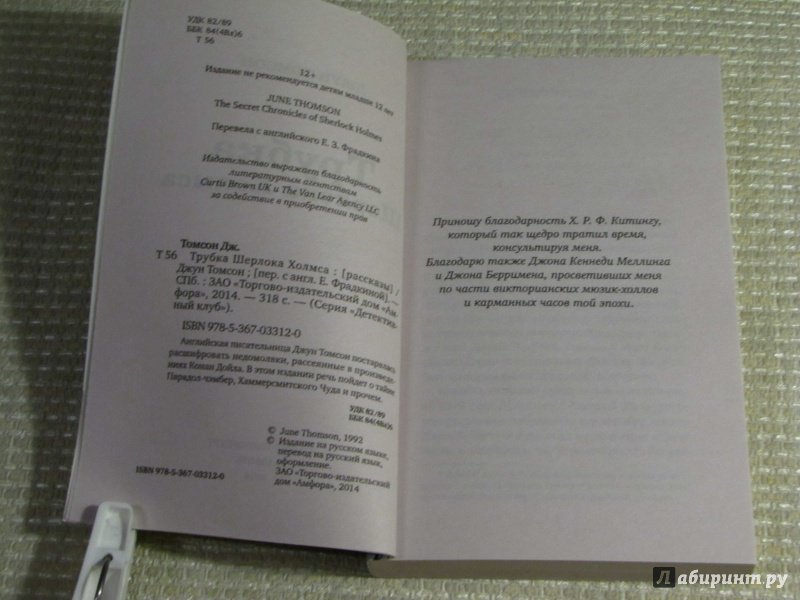 УДК 82/89
ББК 84(4Вл)6
Т 56
12+
Издание не рекомендуется детям младше 12 лет
JUNE THOMSON
The Secret Chronicles of Sherlock Holmes
Перевела с английского Е. З. Фрадкина
Издательство выражает благодарность
литературным агентствам
Curtis Brown UK и The Van Lear Agency LLC
за содействие в приобретении прав
Томсон Дж.
Т 56 Трубка Шерлока Холмса : [рассказы] /
Джун Томсон ; [пер. с англ. Е. Фрадкиной]. —
СПб. : ЗАО «Торгово-издательский дом «Ам-
фора», 2014. — 318 с. — (Серия «Детектив-
ный клуб»).
ISBN 978-5-367-03312-0
Английская писательница Джун Томсон постаралась
расшифровать недомолвки, рассеянные в произведе-
ниях Конан Дойла. В этом издании речь пойдет о тайне
Парадол-чэмбер, Хаммерсмитского Чуда и прочем.
УДК 82/89
ББК 84(4Вл)6
© June Thomson, 1992
© Издание на русском языке,
перевод на русский язык,
оформление.
ЗАО «Торгово-издательский
дом «Амфора», 2014
ISBN 978-5-367-03312-0
Приношу благодарность Х. Р. Ф. Китингу,
который так щедро тратил время,
консультируя меня.
Благодарю также Джона Кеннеди Меллинга
и Джона Берримена, просветивших меня
по части викторианских мюзик-холлов
и карманных часов той эпохи.
Лабиринт.ру